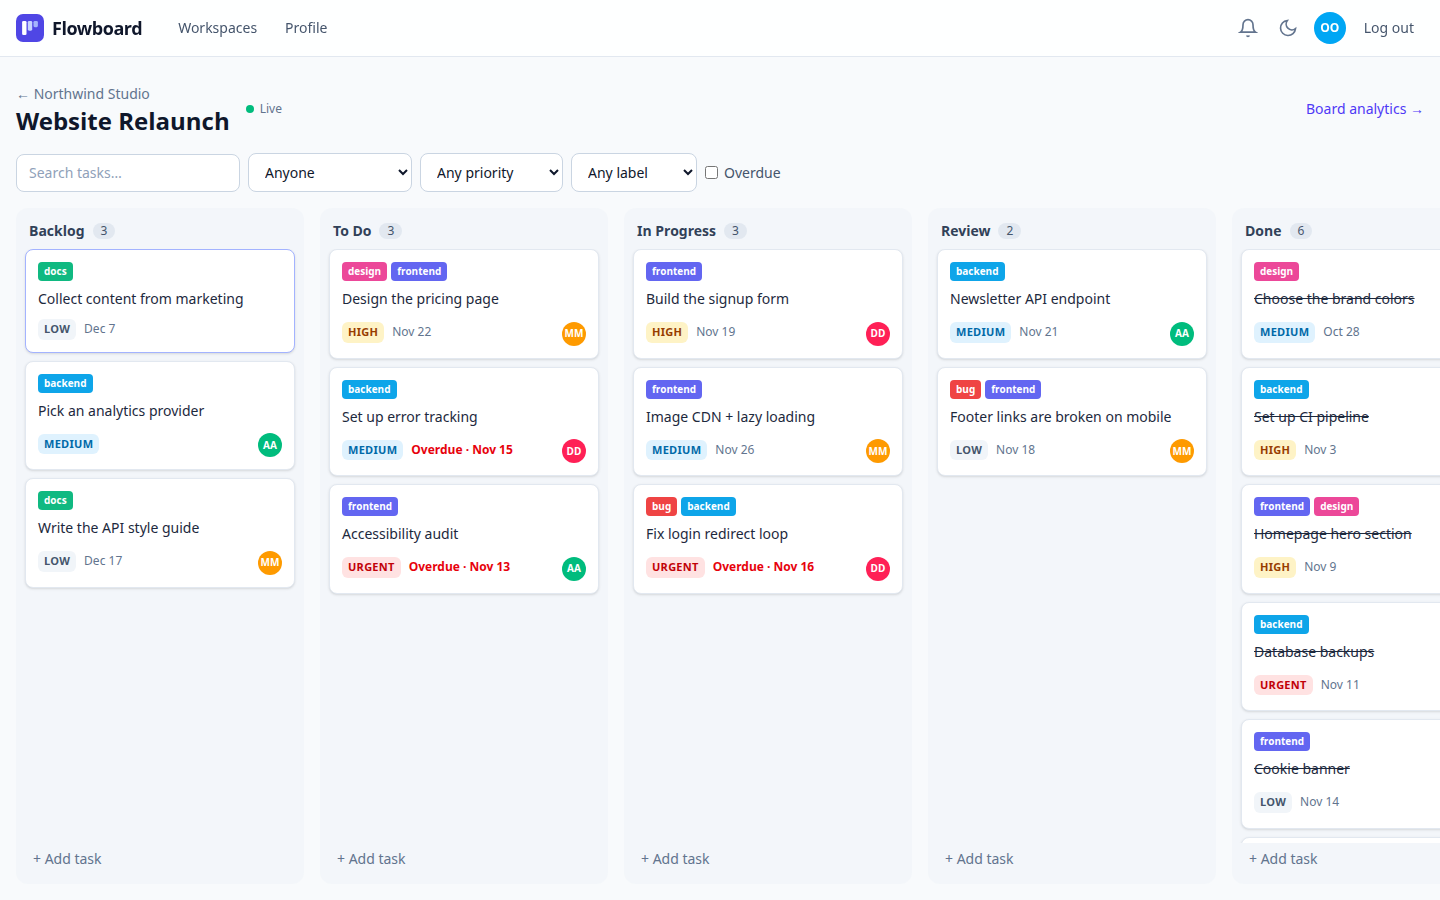 Flowboard
Workspaces
Profile
OO
Log out
← Northwind Studio
Website Relaunch
Live
Board analytics →
Search tasks...
Anyone
Any priority
Any label
Overdue
Backlog 3
docs
Collect content from marketing
LOW Dec 7
backend
Pick an analytics provider
MEDIUM AA
docs
Write the API style guide
LOW Dec 17 MM
+ Add task
To Do 3
design frontend
Design the pricing page
HIGH Nov 22 MM
backend
Set up error tracking
MEDIUM Overdue · Nov 15 DD
frontend
Accessibility audit
URGENT Overdue · Nov 13 AA
+ Add task
In Progress 3
frontend
Build the signup form
HIGH Nov 19 DD
frontend
Image CDN + lazy loading
MEDIUM Nov 26 MM
bug backend
Fix login redirect loop
URGENT Overdue · Nov 16 DD
+ Add task
Review 2
backend
Newsletter API endpoint
MEDIUM Nov 21 AA
bug frontend
Footer links are broken on mobile
LOW Nov 18 MM
+ Add task
Done 6
design
Choose the brand colors
MEDIUM Oct 28
backend
Set up CI pipeline
HIGH Nov 3
frontend design
Homepage hero section
HIGH Nov 9
backend
Database backups
URGENT Nov 11
frontend
Cookie banner
LOW Nov 14
+ Add task